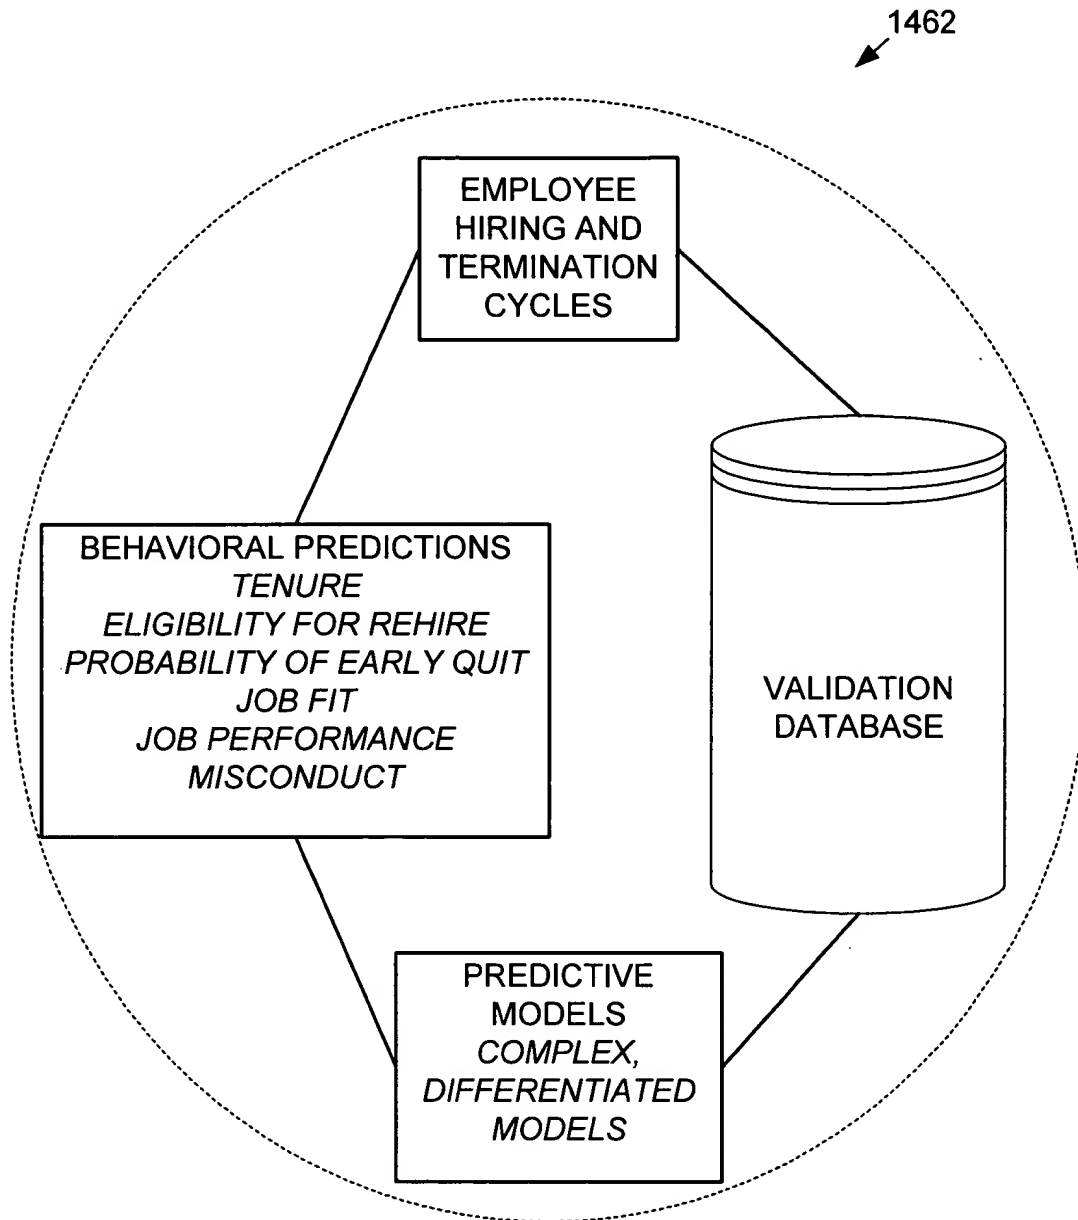 1462
EMPLOYEE
HIRING AND
TERMINATION
CYCLES
BEHAVIORAL PREDICTIONS
TENURE
ELIGIBILITY FOR REHIRE
PROBABILITY OF EARLY QUIT
JOB FIT
JOB PERFORMANCE
MISCONDUCT
VALIDATION
DATABASE
PREDICTIVE
MODELS
COMPLEX,
DIFFERENTIATED
MODELS